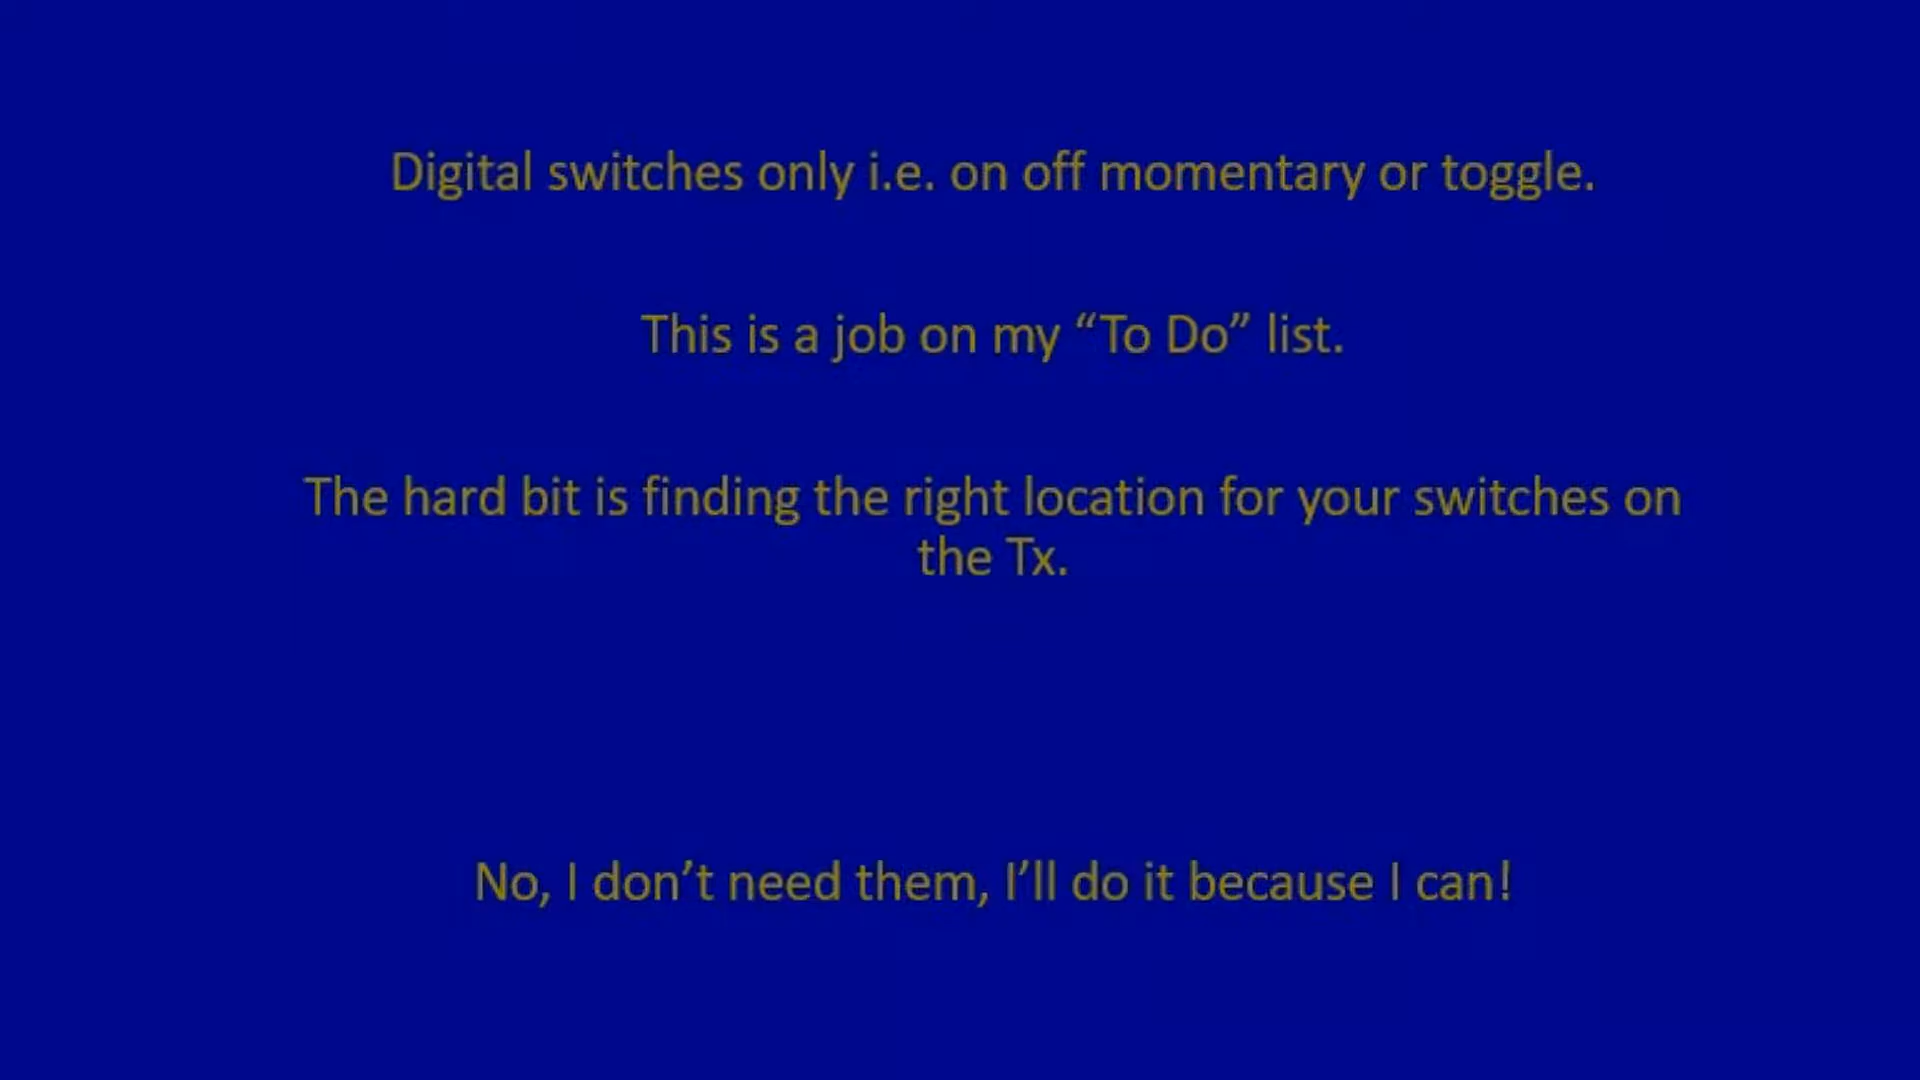 Digital switches only i.e. on off momentary or toggle.
This is a job on my “To Do” list.
The hard bit is finding the right location for your switches on
the Tx.
No, I don’t need them, I’ll do it because I can!